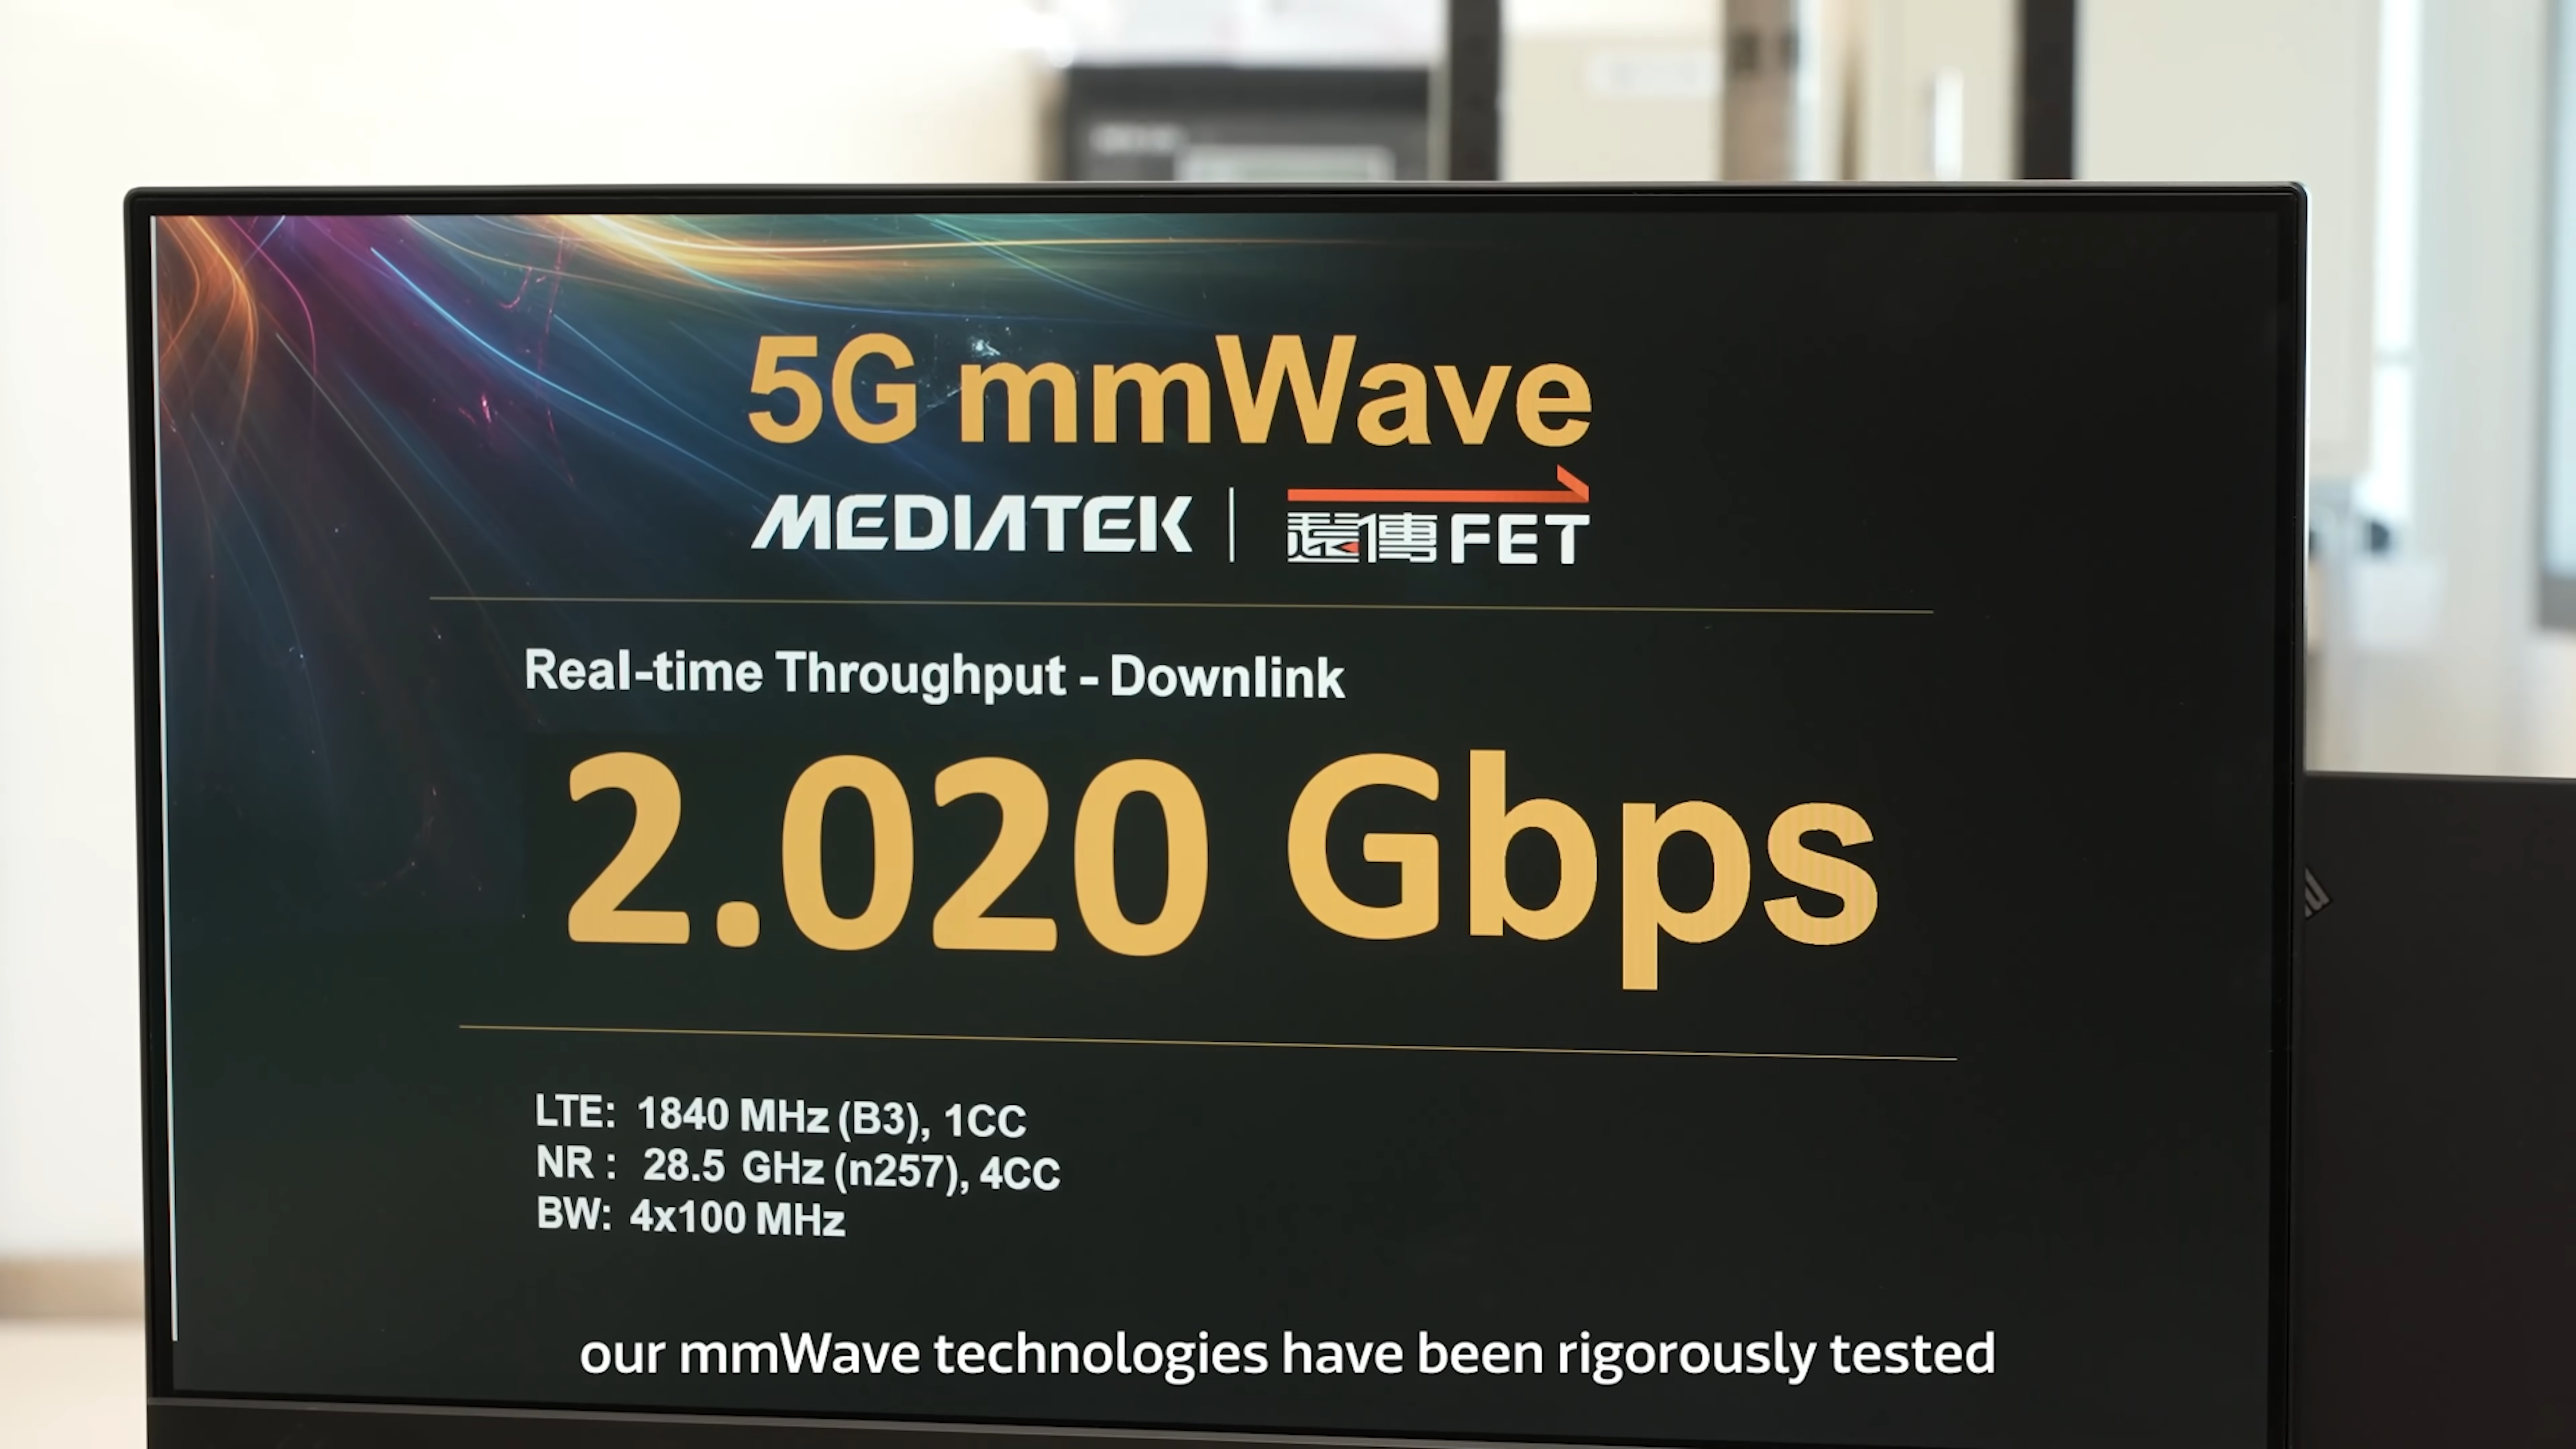 5G mmWave
MEDIATEK | 遠傳 FET
Real-time Throughput - Downlink
2.020 Gbps
LTE: 1840 MHz (B3), 1CC
NR : 28.5 GHz (n257), 4CC
BW: 4x100 MHz
our mmWave technologies have been rigorously tested